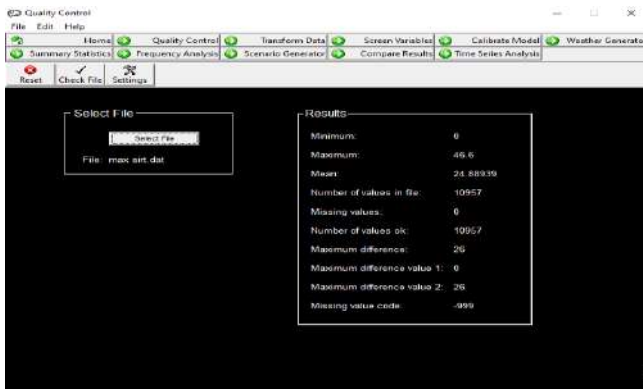 Quality Control
File Edit Help
Home Quality Control Transform Data Screen Variables Calibrate Model Weather Generato
Summary Statistics Frequency Analysis Scenario Generator Compare Results Time Series Analysis
Reset Check File Settings
Select File
Select File
File: max airt.dat
Results
Minimum: 0
Maximum: 46.6
Mean: 24.88939
Number of values in file: 10957
Missing values: 0
Number of values ok: 10957
Maximum difference: 26
Maximum difference value 1: 0
Maximum difference value 2: 26
Missing value code: -999